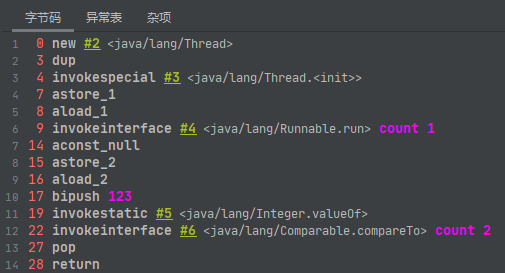 字节码 异常表 杂项
1 0 new #2 <java/lang/Thread>
2 3 dup
3 4 invokespecial #3 <java/lang/Thread.<init>>
4 7 astore_1
5 8 aload_1
6 9 invokeinterface #4 <java/lang/Runnable.run> count 1
7 14 aconst_null
8 15 astore_2
9 16 aload_2
10 17 bipush 123
11 19 invokestatic #5 <java/lang/Integer.valueOf>
12 22 invokeinterface #6 <java/lang/Comparable.compareTo> count 2
13 27 pop
14 28 return